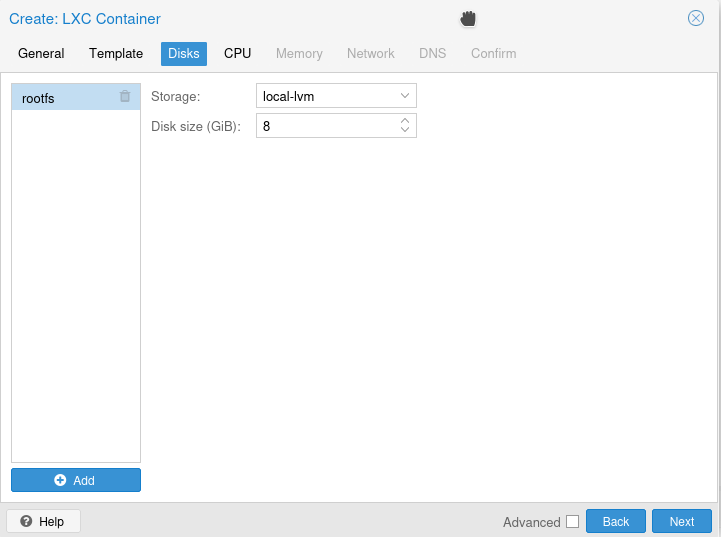 Create: LXC Container
General Template Disks CPU Memory Network DNS Confirm
rootfs
Storage: local-lvm
Disk size (GiB): 8
Add
Help Advanced Back Next